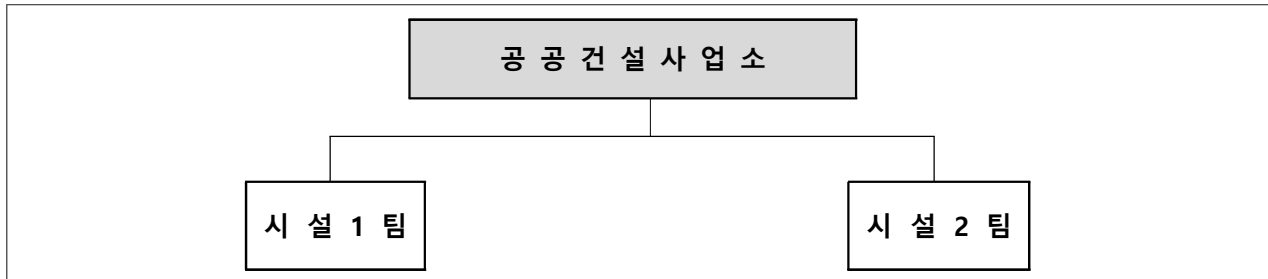 공 공 건 설 사 업 소
시 설 1 팀
시 설 2 팀